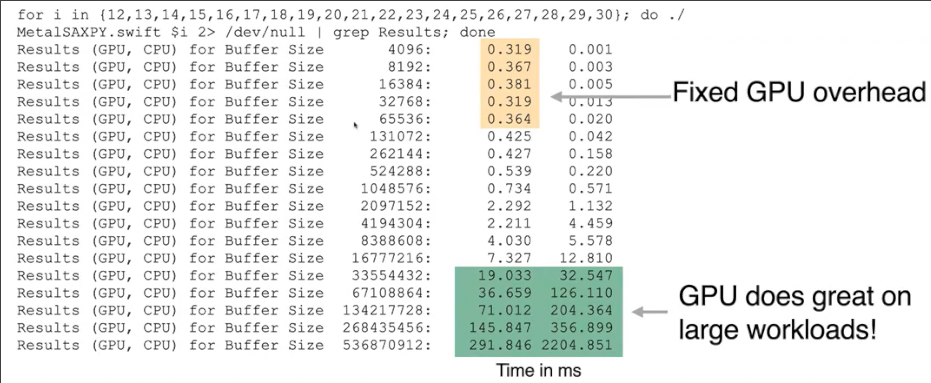 for i in {12,13,14,15,16,17,18,19,20,21,22,23,24,25,26,27,28,29,30}; do ./
MetalSAXPY.swift $i 2> /dev/null | grep Results; done
Results (GPU, CPU) for Buffer Size 4096: 0.319 0.001
Results (GPU, CPU) for Buffer Size 8192: 0.367 0.003
Results (GPU, CPU) for Buffer Size 16384: 0.381 0.005
Results (GPU, CPU) for Buffer Size 32768: 0.319 0.013
Results (GPU, CPU) for Buffer Size 65536: 0.364 0.020
Fixed GPU overhead
Results (GPU, CPU) for Buffer Size 131072: 0.425 0.042
Results (GPU, CPU) for Buffer Size 262144: 0.427 0.158
Results (GPU, CPU) for Buffer Size 524288: 0.539 0.220
Results (GPU, CPU) for Buffer Size 1048576: 0.734 0.571
Results (GPU, CPU) for Buffer Size 2097152: 2.292 1.132
Results (GPU, CPU) for Buffer Size 4194304: 2.211 4.459
Results (GPU, CPU) for Buffer Size 8388608: 4.030 5.578
Results (GPU, CPU) for Buffer Size 16777216: 7.327 12.810
Results (GPU, CPU) for Buffer Size 33554432: 19.033 32.547
Results (GPU, CPU) for Buffer Size 67108864: 36.659 126.110
Results (GPU, CPU) for Buffer Size 134217728: 71.012 204.364
Results (GPU, CPU) for Buffer Size 268435456: 145.847 356.899
Results (GPU, CPU) for Buffer Size 536870912: 291.846 2204.851
GPU does great on
large workloads!
Time in ms